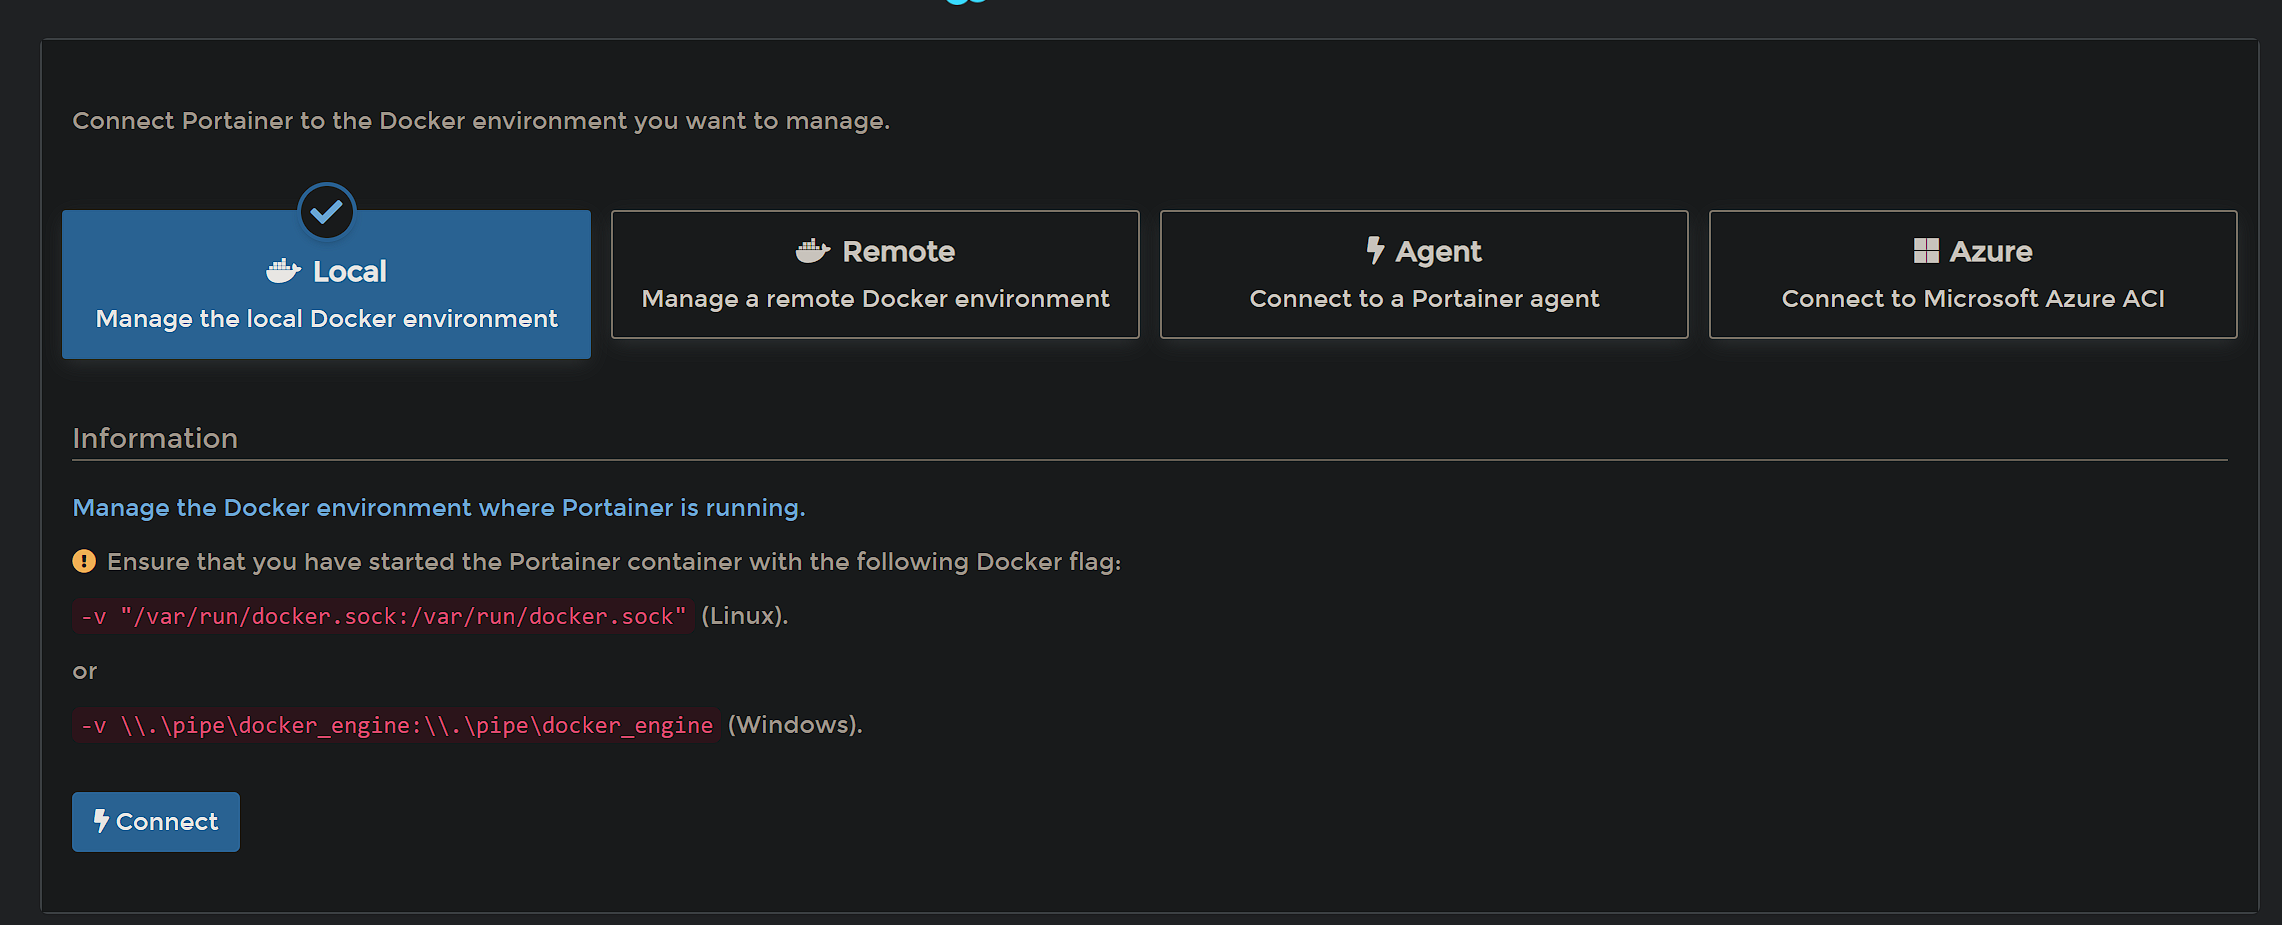 Connect Portainer to the Docker environment you want to manage.
Local
Manage the local Docker environment
Remote
Manage a remote Docker environment
Agent
Connect to a Portainer agent
Azure
Connect to Microsoft Azure ACI
Information
Manage the Docker environment where Portainer is running.
Ensure that you have started the Portainer container with the following Docker flag:
-v "/var/run/docker.sock:/var/run/docker.sock" (Linux).
or
-v \\.\pipe\docker_engine:\\.\pipe\docker_engine (Windows).
Connect